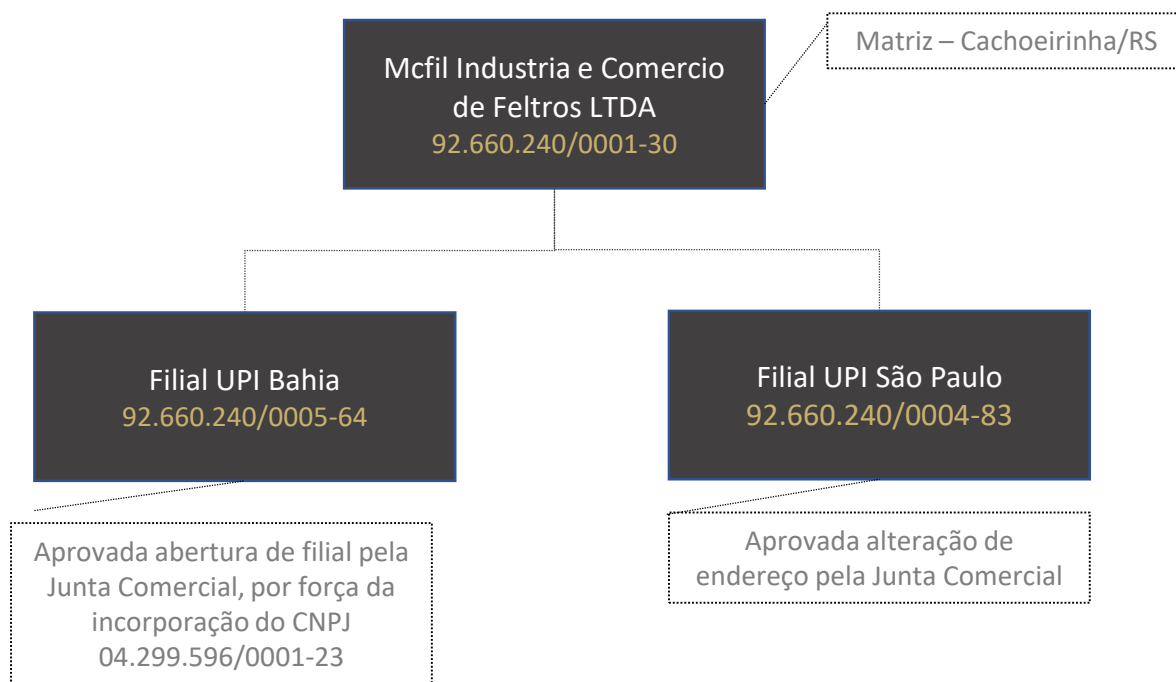 Mcfil Industria e Comercio
de Feltros LTDA
92.660.240/0001-30
Matriz – Cachoeirinha/RS
Filial UPI Bahia
92.660.240/0005-64
Filial UPI São Paulo
92.660.240/0004-83
Aprovada abertura de filial pela
Junta Comercial, por força da
incorporação do CNPJ
04.299.596/0001-23
Aprovada alteração de
endereço pela Junta Comercial